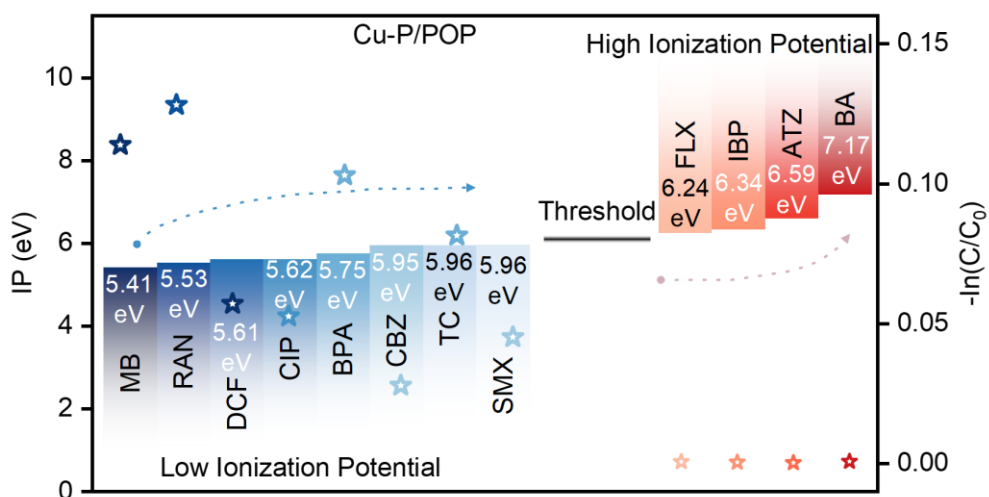 Cu-P/POP
High Ionization Potential
10
8
6
4
2
0
IP (eV)
5.41
eV
MB
5.53
eV
RAN
5.61
eV
DCF
5.62
eV
CIP
5.75
eV
BPA
5.95
eV
CBZ
5.96
eV
TC
5.96
eV
SMX
Low Ionization Potential
Threshold
FLX
6.24
eV
IBP
6.34
eV
ATZ
6.59
eV
BA
7.17
eV
0.15
0.10
0.05
0.00
-ln(C/C₀)